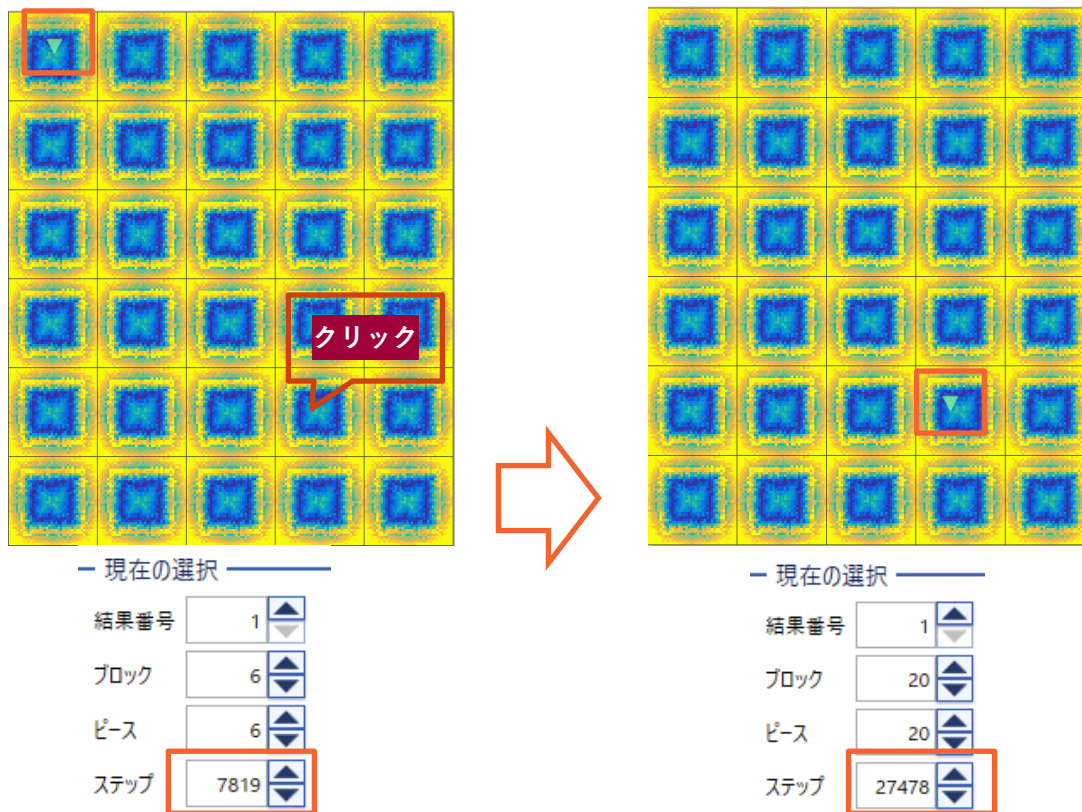 クリック
現在の選択
結果番号 1
ブロック 6
ピース 6
ステップ 7819
現在の選択
結果番号 1
ブロック 20
ピース 20
ステップ 27478